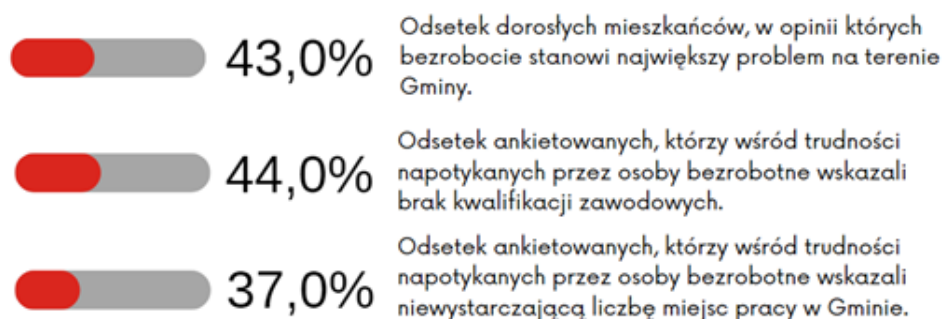 43,0%
Odsetek dorosłych mieszkańców, w opinii których
bezrobocie stanowi największy problem na terenie
Gminy.
44,0%
Odsetek ankietowanych, którzy wśród trudności
napotykanych przez osoby bezrobotne wskazali
brak kwalifikacji zawodowych.
37,0%
Odsetek ankietowanych, którzy wśród trudności
napotykanych przez osoby bezrobotne wskazali
niewystarczającą liczbę miejsc pracy w Gminie.